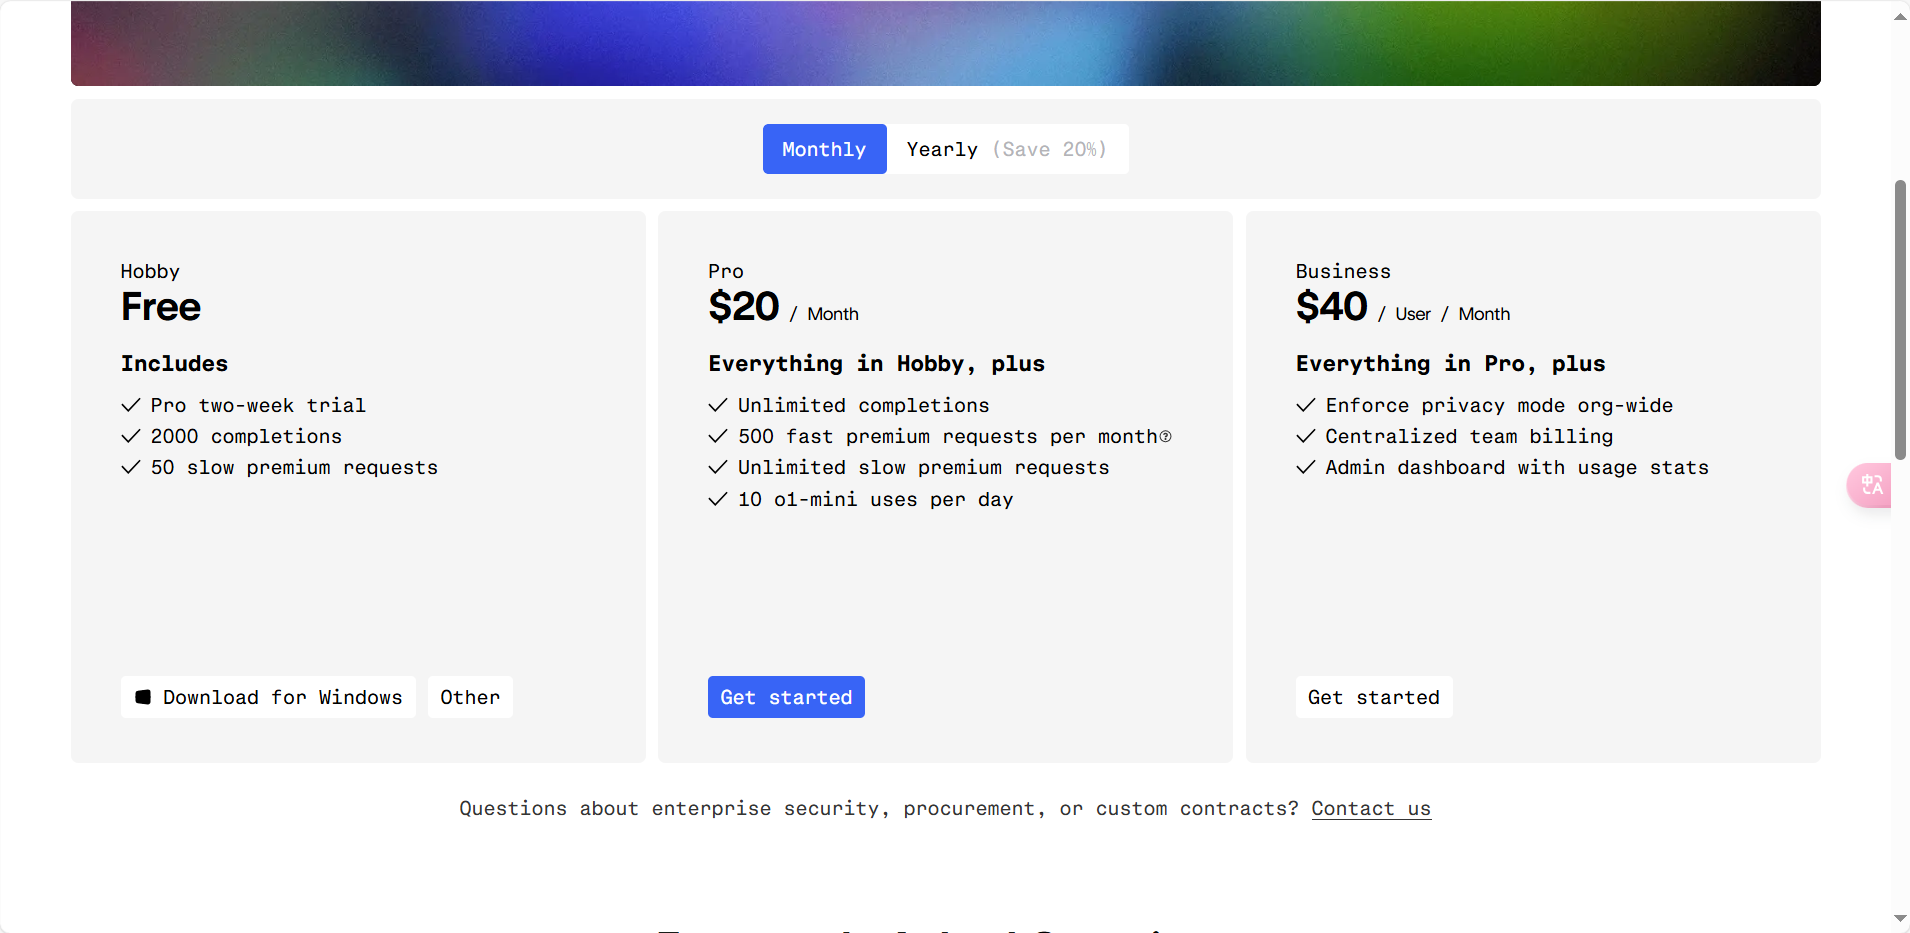 Monthly
Yearly (Save 20%)
Hobby
Free
Includes
Pro two-week trial
2000 completions
50 slow premium requests
Download for Windows
Other
Pro
$20 / Month
Everything in Hobby, plus
Unlimited completions
500 fast premium requests per month?
Unlimited slow premium requests
10 o1-mini uses per day
Get started
Business
$40 / User / Month
Everything in Pro, plus
Enforce privacy mode org-wide
Centralized team billing
Admin dashboard with usage stats
Get started
Questions about enterprise security, procurement, or custom contracts? Contact us
中A